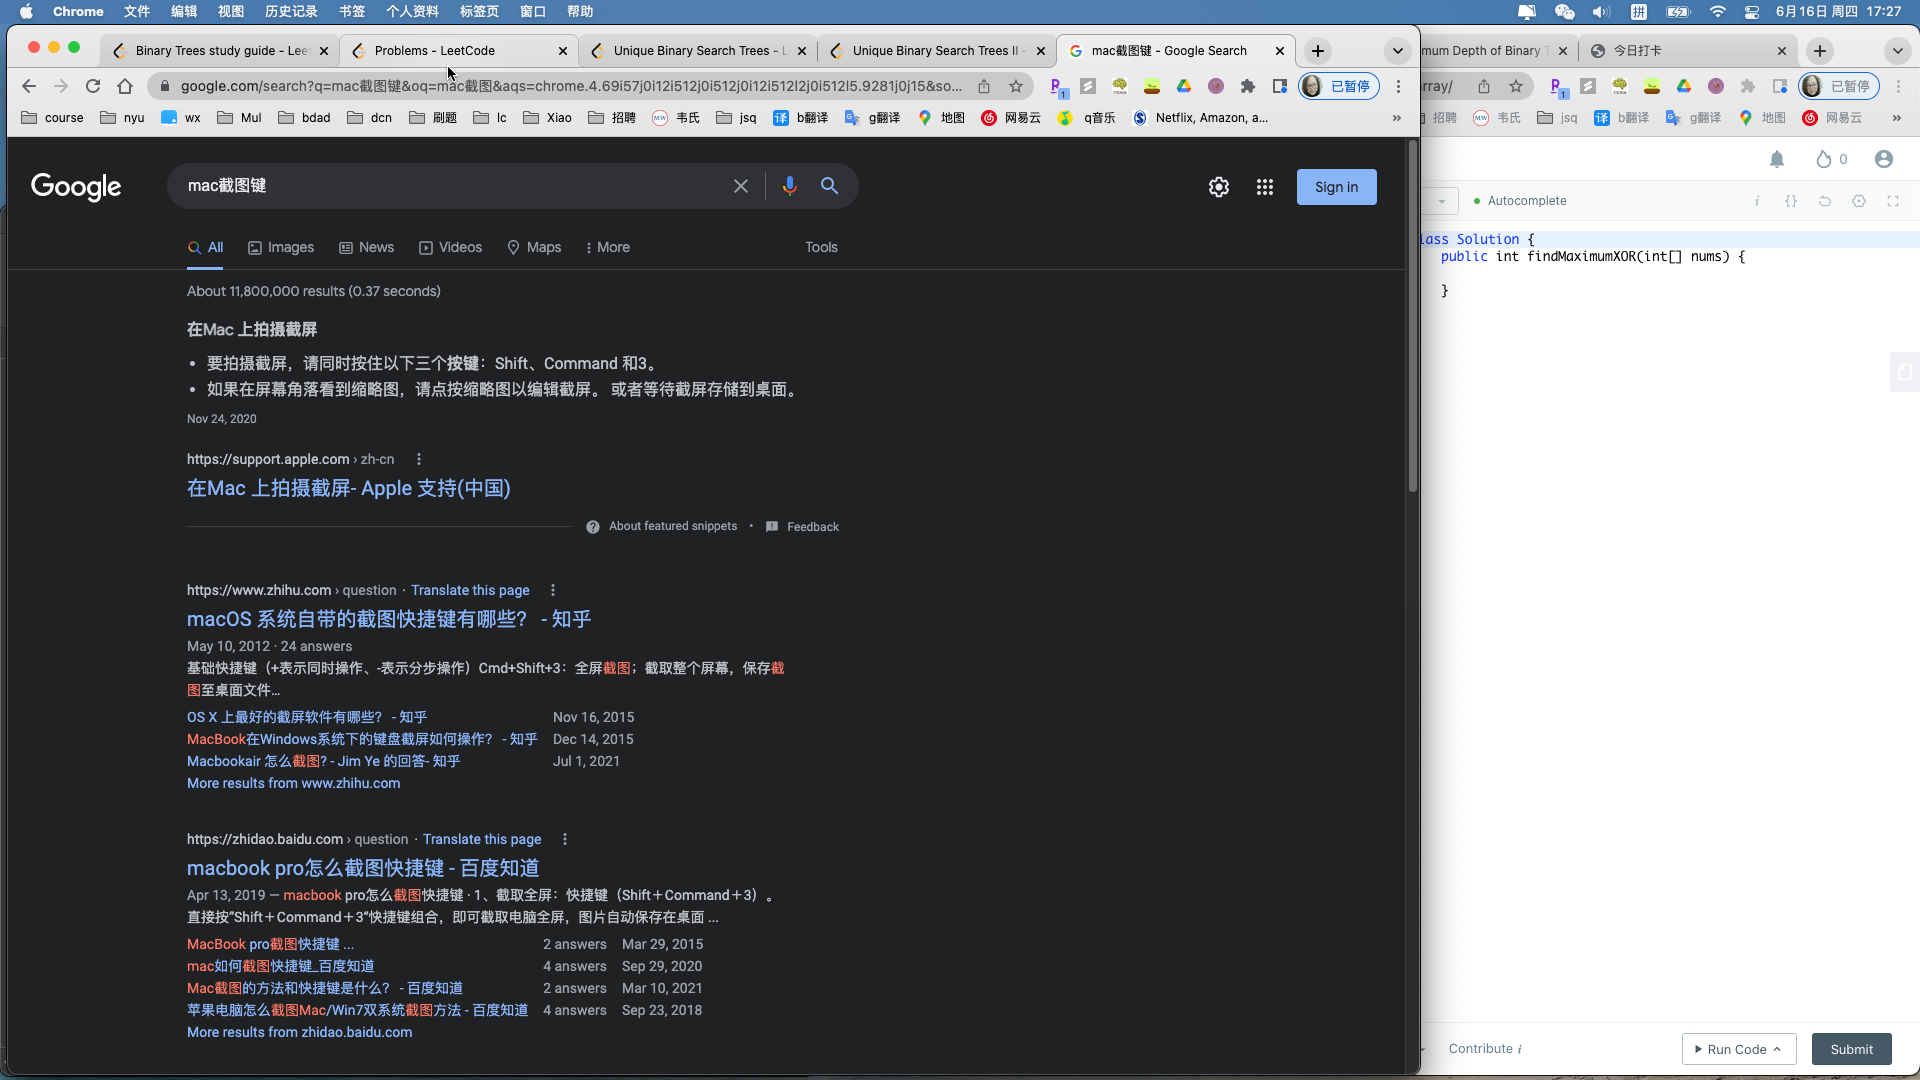 Chrome 文件 编辑 视图 历史记录 书签 个人资料 标签页 窗口 帮助 拼 6月16日 周四 17:27
Binary Trees study guide - Lee Problems - LeetCode Unique Binary Search Trees - L Unique Binary Search Trees II - mac截图键 - Google Search
google.com/search?q=mac截图键&oq=mac截图&aqs=chrome.4.69i57j0i12i512j0i512j0i12i512l2j0i512l5.9281j0j15&so... 已暂停
course nyu wx Mul bdad dcn 刷题 lc Xiao 招聘 韦氏 jsq b翻译 g翻译 地图 网易云 q音乐 Netflix, Amazon, a... »
Google
mac截图键
Sign in
All Images News Videos Maps More Tools
About 11,800,000 results (0.37 seconds)
在Mac 上拍摄截屏
• 要拍摄截屏，请同时按住以下三个按键：Shift、Command 和3。
• 如果在屏幕角落看到缩略图，请点按缩略图以编辑截屏。 或者等待截屏存储到桌面。
Nov 24, 2020
https://support.apple.com › zh-cn
在Mac 上拍摄截屏- Apple 支持(中国)
About featured snippets • Feedback
https://www.zhihu.com › question · Translate this page
macOS 系统自带的截图快捷键有哪些？ - 知乎
May 10, 2012 · 24 answers
基础快捷键（+表示同时操作、-表示分步操作）Cmd+Shift+3：全屏截图；截取整个屏幕，保存截
图至桌面文件...
OS X 上最好的截屏软件有哪些？ - 知乎 Nov 16, 2015
MacBook在Windows系统下的键盘截屏如何操作？ - 知乎 Dec 14, 2015
Macbookair 怎么截图? - Jim Ye 的回答- 知乎 Jul 1, 2021
More results from www.zhihu.com
https://zhidao.baidu.com › question · Translate this page
macbook pro怎么截图快捷键 - 百度知道
Apr 13, 2019 — macbook pro怎么截图快捷键 · 1、截取全屏：快捷键（Shift＋Command＋3）。
直接按“Shift＋Command＋3“快捷键组合，即可截取电脑全屏，图片自动保存在桌面 ...
MacBook pro截图快捷键 ... 2 answers Mar 29, 2015
mac如何截图快捷键_百度知道 4 answers Sep 29, 2020
Mac截图的方法和快捷键是什么？ - 百度知道 2 answers Mar 10, 2021
苹果电脑怎么截图Mac/Win7双系统截图方法 - 百度知道 4 answers Sep 23, 2018
More results from zhidao.baidu.com
mum Depth of Binary T 今日打卡
rray/ 已暂停
招聘 韦氏 jsq b翻译 g翻译 地图 网易云 »
0
Autocomplete i {}
lass Solution {
public int findMaximumXOR(int[] nums) {
}
Contribute i Run Code Submit